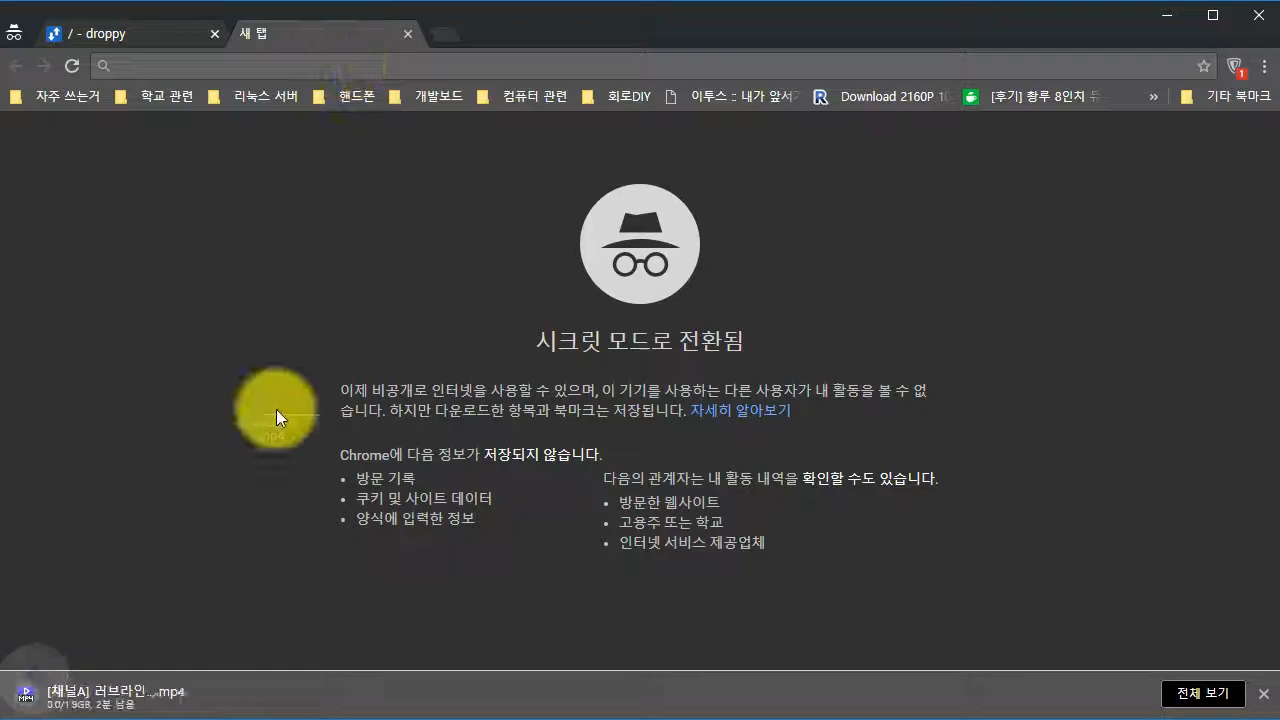 / - droppy
새 탭
자주 쓰는거
학교 관련
리눅스 서버
핸드폰
개발보드
컴퓨터 관련
회로DIY
이투스 :: 내가 앞서
Download 2160P
[후기] 황루 8인치
»
기타 북마크
1
시크릿 모드로 전환됨
이제 비공개로 인터넷을 사용할 수 있으며, 이 기기를 사용하는 다른 사용자가 내 활동을 볼 수 없
습니다. 하지만 다운로드한 항목과 북마크는 저장됩니다. 자세히 알아보기
Chrome에 다음 정보가 저장되지 않습니다.
• 방문 기록
• 쿠키 및 사이트 데이터
• 양식에 입력한 정보
다음의 관계자는 내 활동 내역을 확인할 수도 있습니다.
• 방문한 웹사이트
• 고용주 또는 학교
• 인터넷 서비스 제공업체
.mp4
[채널A] 러브라인...mp4
0.0/1.9GB, 2분 남음
전체 보기
MP4